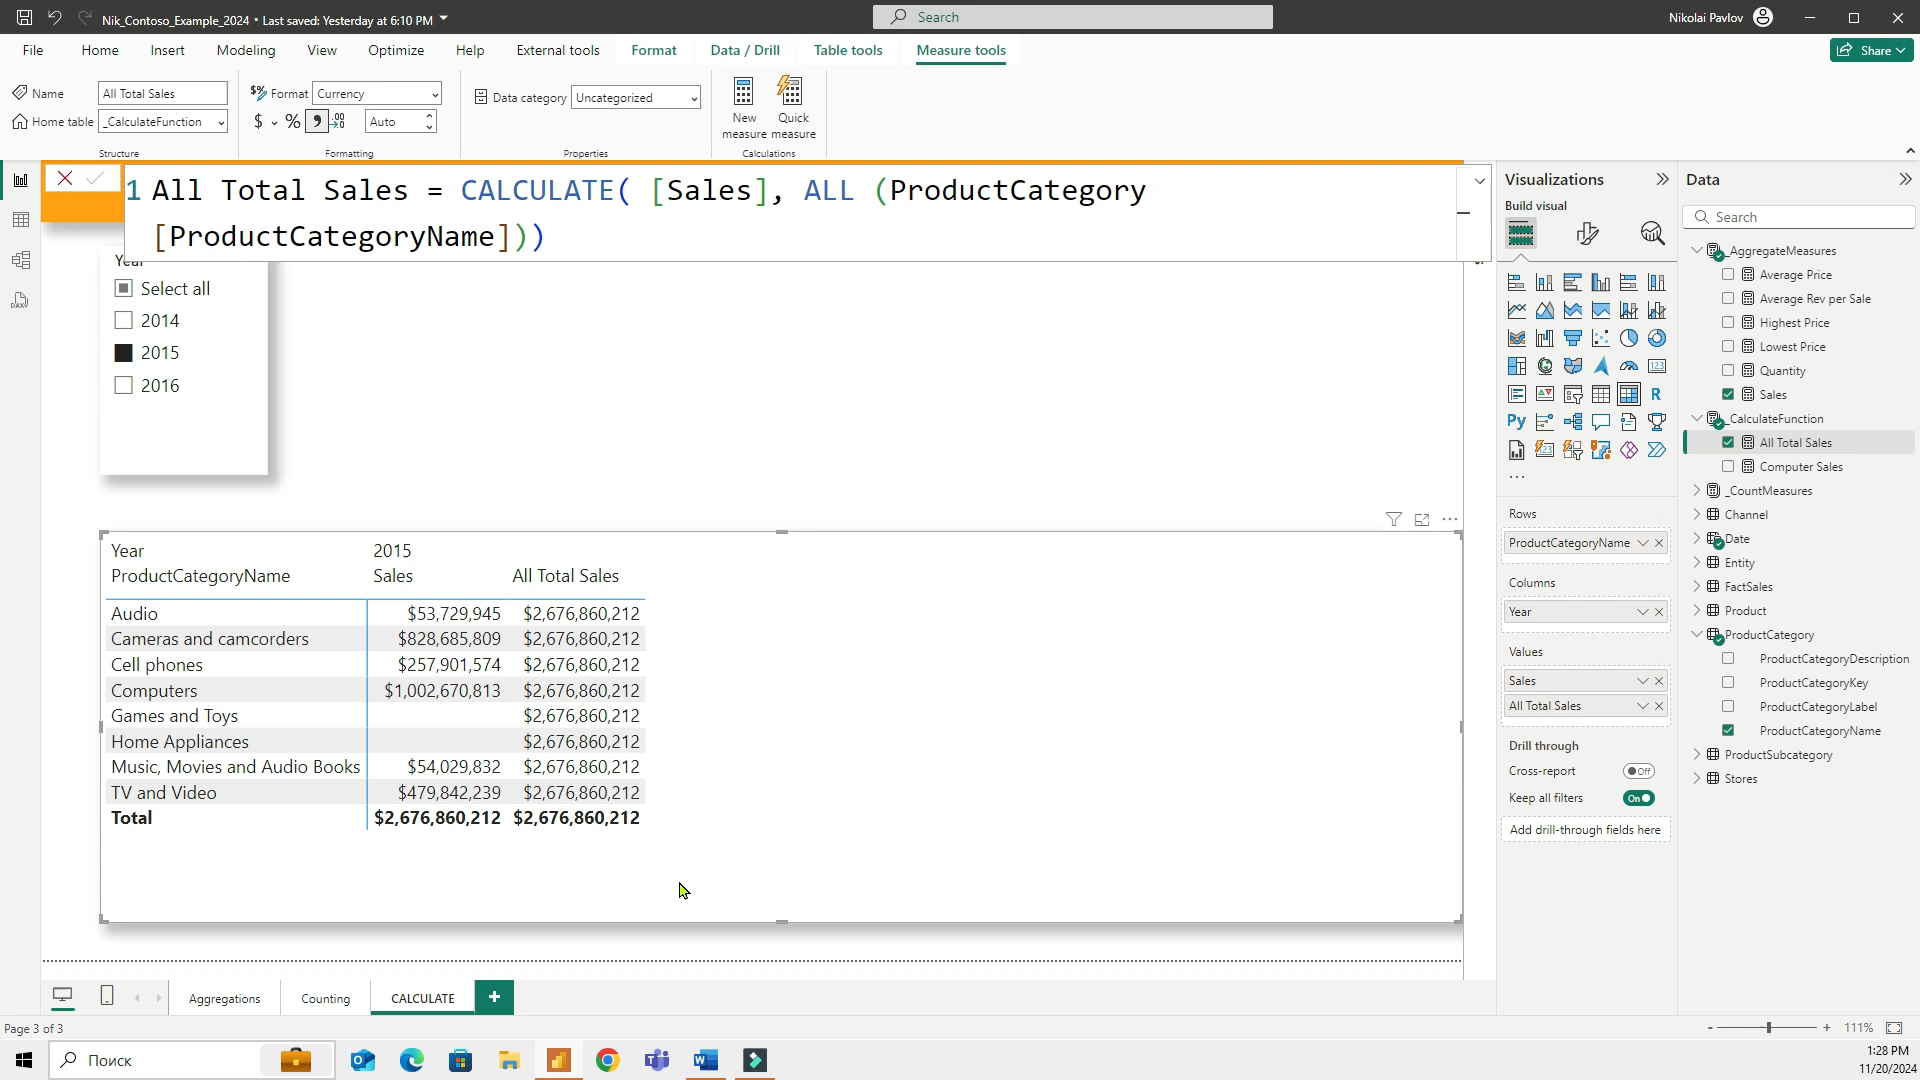 Nik_Contoso_Example_2024 • Last saved: Yesterday at 6:10 PM
Search
Nikolai Pavlov
File Home Insert Modeling View Optimize Help External tools Format Data / Drill Table tools Measure tools
Share
Name All Total Sales
Format Currency
Data category Uncategorized
Home table _CalculateFunction
$ % 9 .00 Auto
New measure
Quick measure
Structure
Formatting
Properties
Calculations
1 All Total Sales = CALCULATE( [Sales], ALL (ProductCategory
[ProductCategoryName]))
Year
Select all
2014
2015
2016
Year 2015
ProductCategoryName Sales All Total Sales
Audio $53,729,945 $2,676,860,212
Cameras and camcorders $828,685,809 $2,676,860,212
Cell phones $257,901,574 $2,676,860,212
Computers $1,002,670,813 $2,676,860,212
Games and Toys $2,676,860,212
Home Appliances $2,676,860,212
Music, Movies and Audio Books $54,029,832 $2,676,860,212
TV and Video $479,842,239 $2,676,860,212
Total $2,676,860,212 $2,676,860,212
Visualizations
Build visual
123
R
Py
Rows
ProductCategoryName
Columns
Year
Values
Sales
All Total Sales
Drill through
Cross-report Off
Keep all filters On
Add drill-through fields here
Data
Search
_AggregateMeasures
Average Price
Average Rev per Sale
Highest Price
Lowest Price
Quantity
Sales
_CalculateFunction
All Total Sales
Computer Sales
_CountMeasures
Channel
Date
Entity
FactSales
Product
ProductCategory
ProductCategoryDescription
ProductCategoryKey
ProductCategoryLabel
ProductCategoryName
ProductSubcategory
Stores
Aggregations Counting CALCULATE +
Page 3 of 3
- + 111%
Поиск
1:28 PM
11/20/2024